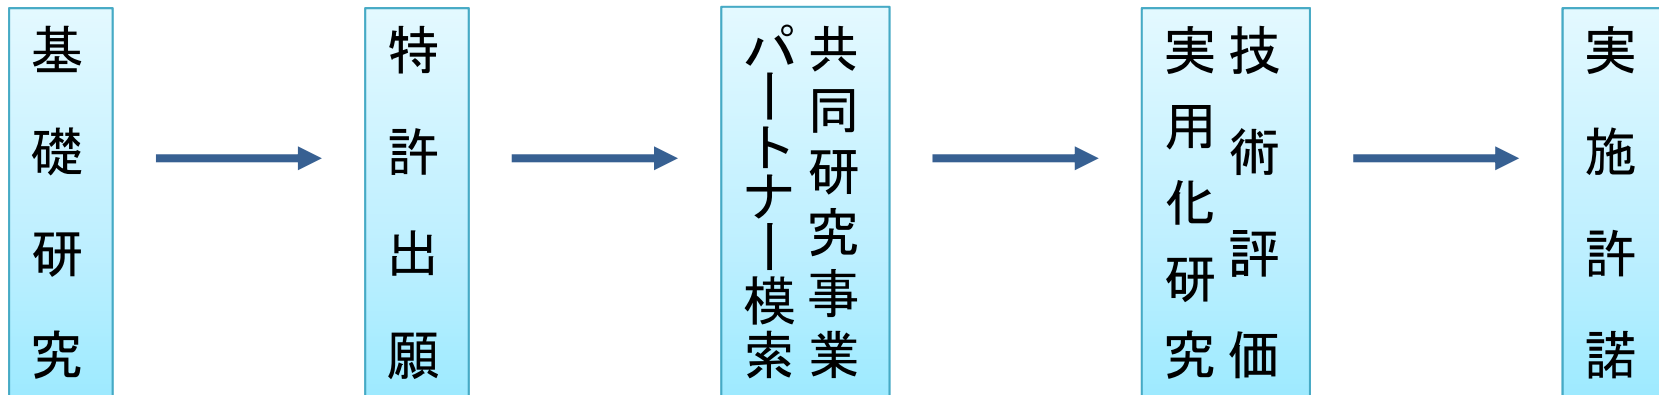 基礎研究
特許出願
共同研究事業
パートナー模索
技術評価
実用化研究
実施許諾